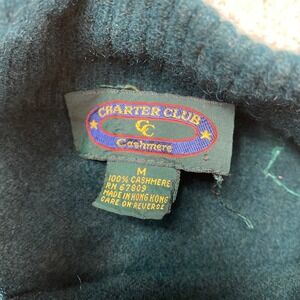 CHARTER CLUB
CC
Cashmere
M
100% CASHMERE
RN 67809
MADE IN HONG KONG
CARE ON REVERSE